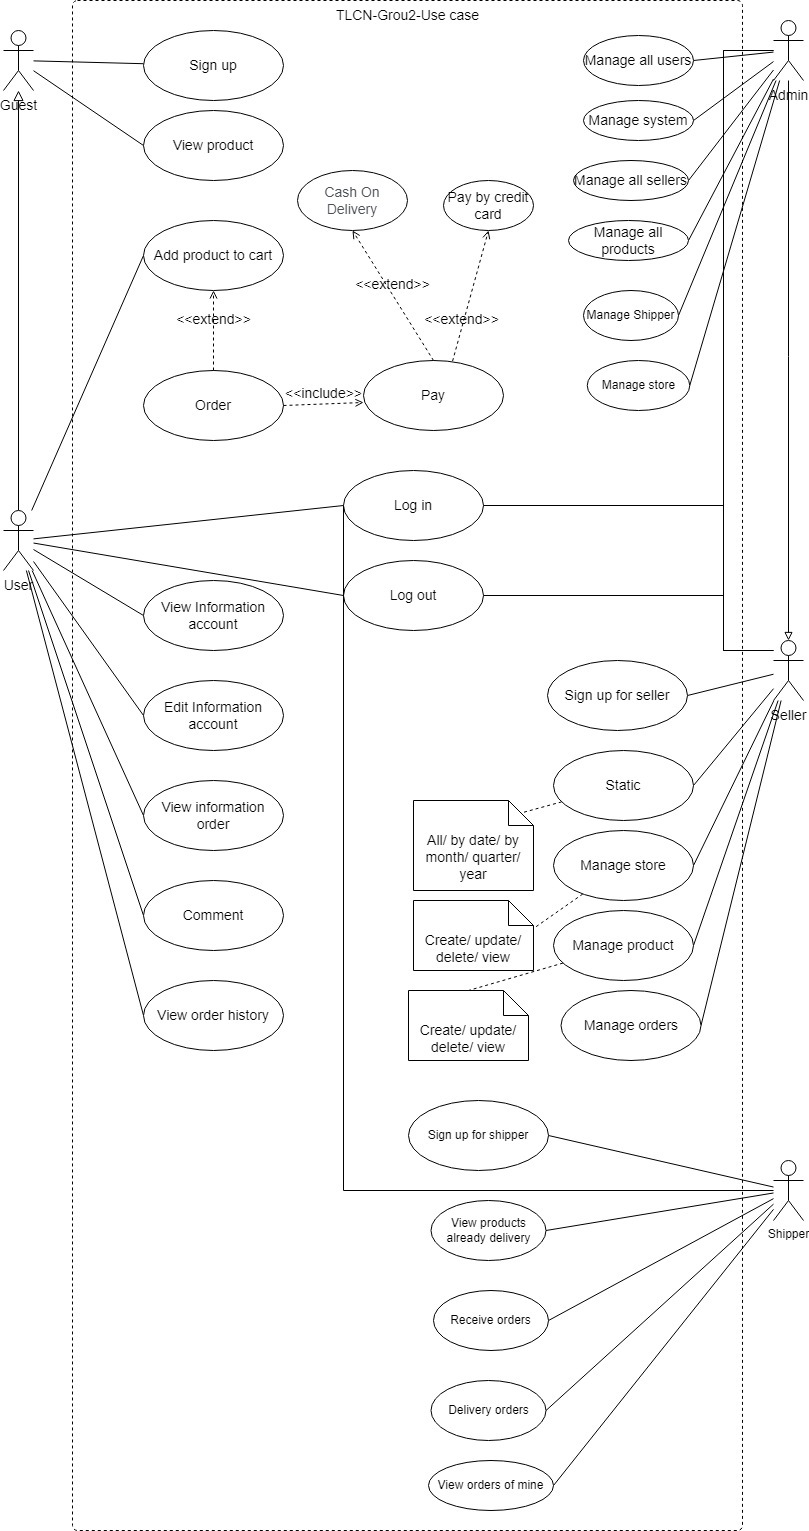 TLCN-Grou2-Use case
Guest
Sign up
View product
Manage all users
Admin
Manage system
Manage all sellers
Manage all
products
Manage Shipper
Manage store
Cash On
Delivery
Pay by credit
card
Add product to cart
<<extend>>
<<extend>>
<<extend>>
Order
<<include>>
Pay
Log in
Log out
User
View Information
account
Edit Information
account
View information
order
Comment
View order history
Sign up for seller
Seller
Static
All/ by date/ by
month/ quarter/
year
Manage store
Create/ update/
delete/ view
Manage product
Create/ update/
delete/ view
Manage orders
Sign up for shipper
Shipper
View products
already delivery
Receive orders
Delivery orders
View orders of mine